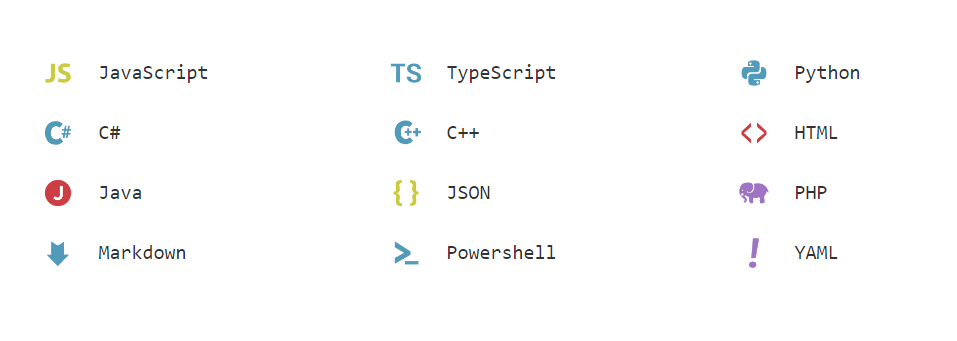 JS JavaScript TS TypeScript Python
C# C# C++ C++ <> HTML
J Java {} JSON PHP
Markdown >_ Powershell ! YAML